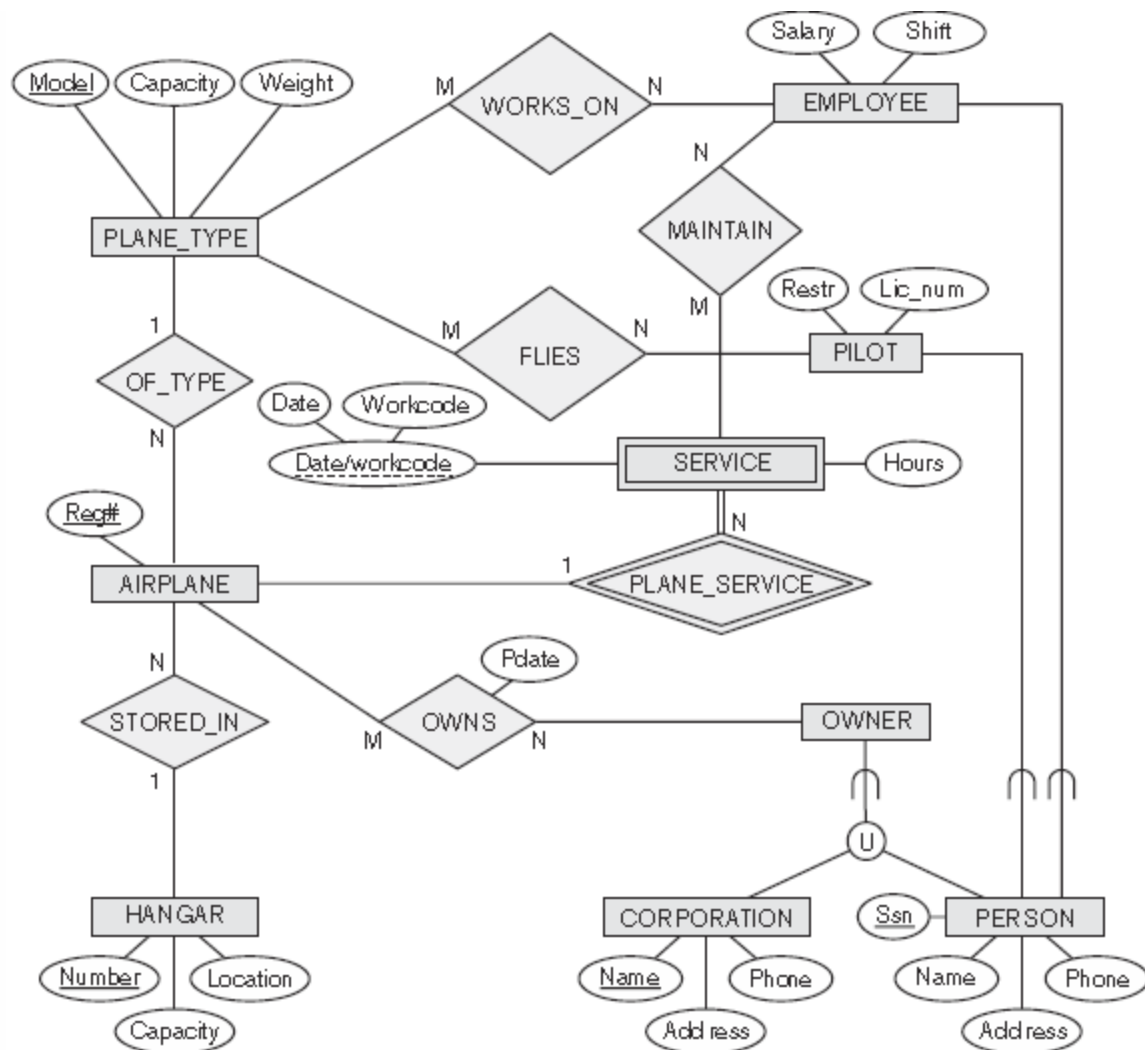 Salary
Shift
Model
Capacity
Weight
M
WORKS_ON
N
EMPLOYEE
N
PLANE_TYPE
MAINTAIN
M
Restr
Lic_num
1
M
FLIES
N
PILOT
OF_TYPE
Date
Workcode
N
Date/workcode
SERVICE
Hours
Reg#
N
AIRPLANE
1
PLANE_SERVICE
N
Pdate
STORED_IN
M
OWNS
N
OWNER
1
U
HANGAR
CORPORATION
Ssn
PERSON
Number
Location
Name
Phone
Name
Phone
Capacity
Address
Address